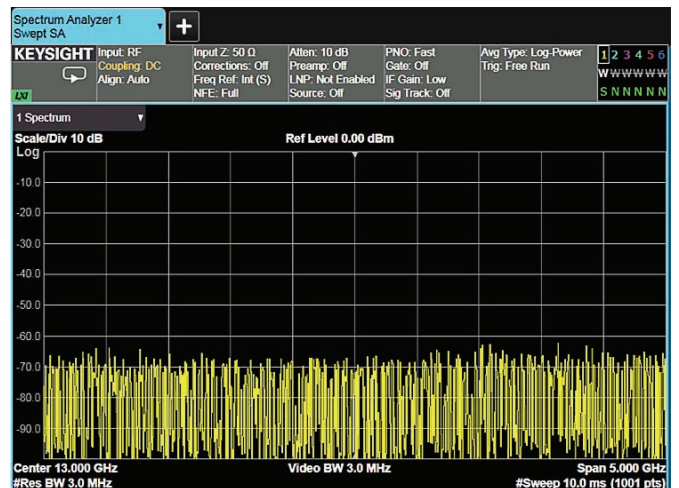 Spectrum Analyzer 1
Swept SA
+
KEYSIGHT
LXI
Input: RF
Coupling: DC
Align: Auto
Input Z: 50 Ω
Corrections: Off
Freq Ref: Int (S)
NFE: Full
Atten: 10 dB
Preamp: Off
LNP: Not Enabled
Source: Off
PNO: Fast
Gate: Off
IF Gain: Low
Sig Track: Off
Avg Type: Log-Power
Trig: Free Run
1 2 3 4 5 6
W W W W W W
S N N N N N
1 Spectrum
Scale/Div 10 dB
Ref Level 0.00 dBm
Log
-10.0
-20.0
-30.0
-40.0
-50.0
-60.0
-70.0
-80.0
-90.0
Center 13.000 GHz
#Res BW 3.0 MHz
Video BW 3.0 MHz
Span 5.000 GHz
#Sweep 10.0 ms (1001 pts)